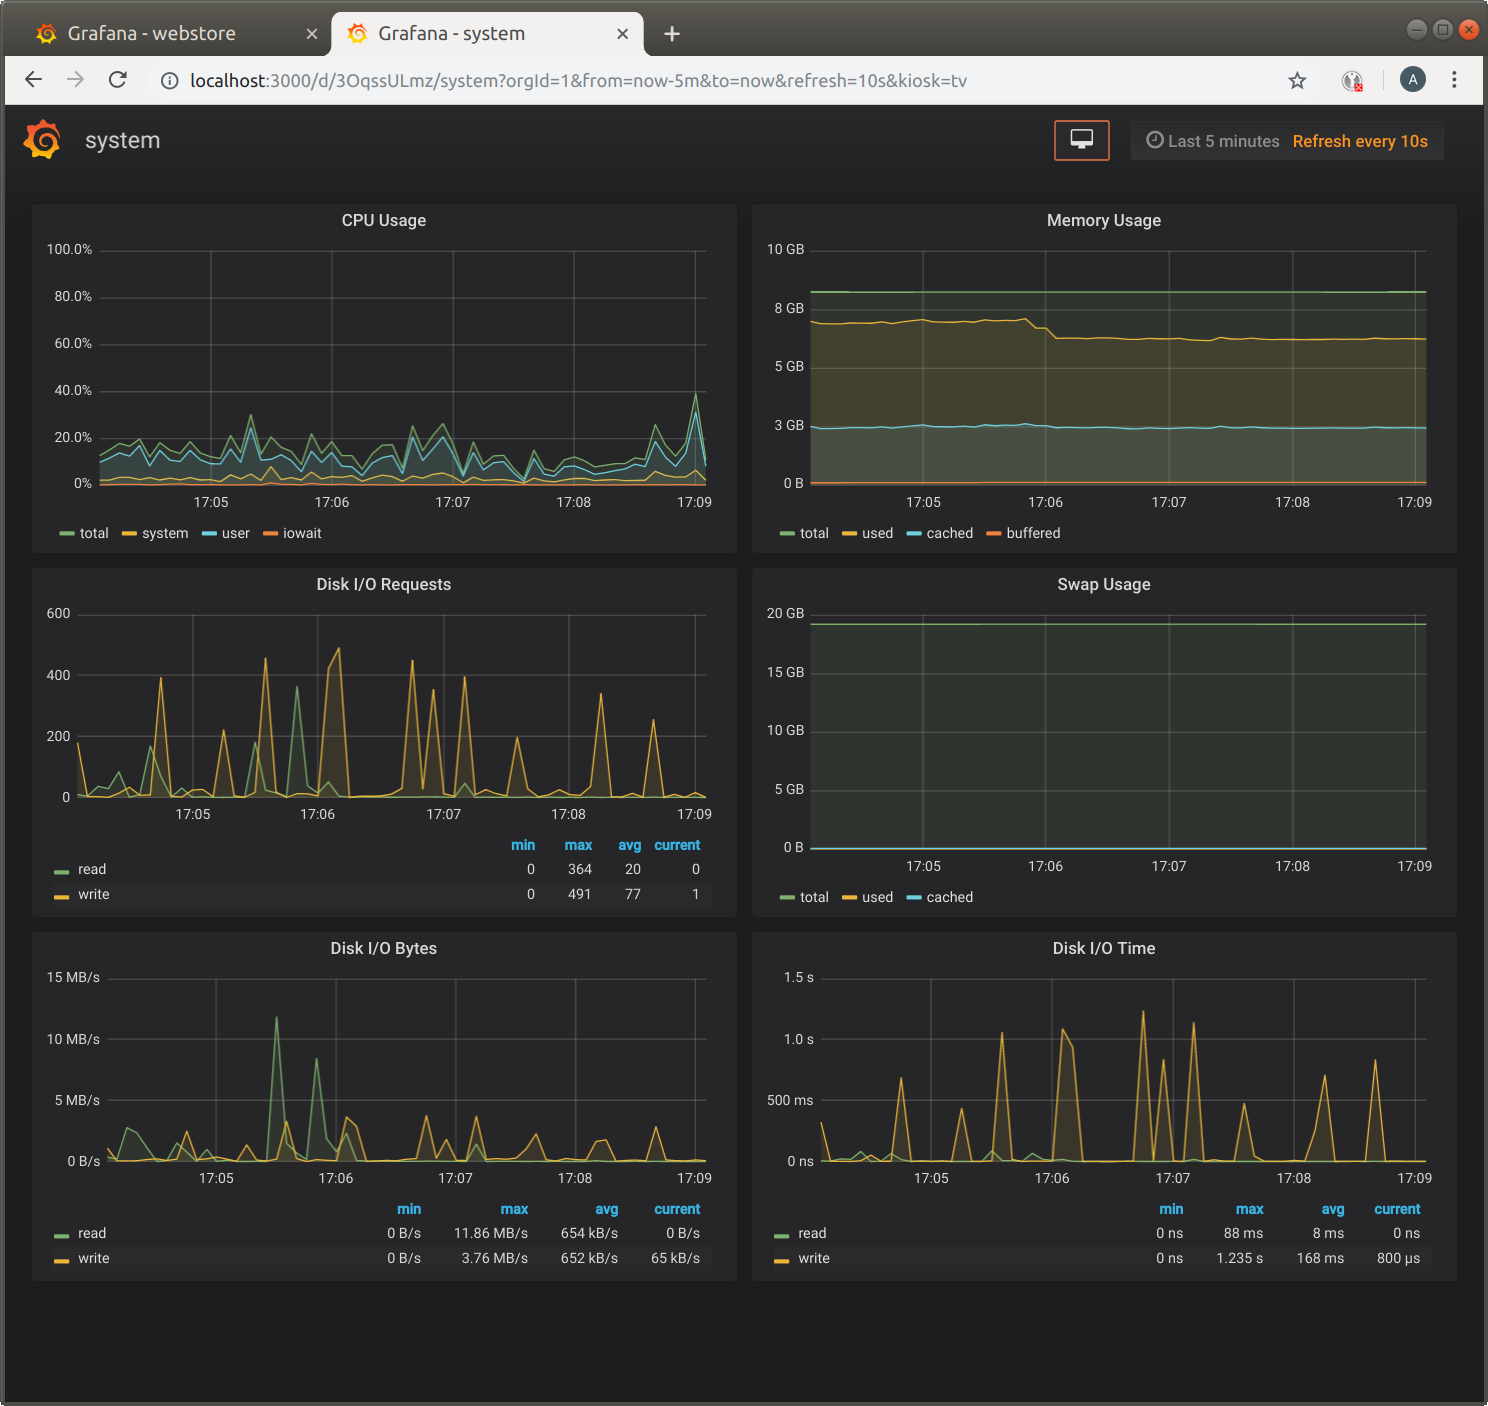 Grafana - webstore
Grafana - system
localhost:3000/d/3OqssULmz/system?orgId=1&from=now-5m&to=now&refresh=10s&kiosk=tv
A
system
Last 5 minutes Refresh every 10s
CPU Usage
100.0%
80.0%
60.0%
40.0%
20.0%
0%
17:05 17:06 17:07 17:08 17:09
total system user iowait
Memory Usage
10 GB
8 GB
5 GB
3 GB
0 B
17:05 17:06 17:07 17:08 17:09
total used cached buffered
Disk I/O Requests
600
400
200
0
17:05 17:06 17:07 17:08 17:09
min max avg current
read 0 364 20 0
write 0 491 77 1
Swap Usage
20 GB
15 GB
10 GB
5 GB
0 B
17:05 17:06 17:07 17:08 17:09
total used cached
Disk I/O Bytes
15 MB/s
10 MB/s
5 MB/s
0 B/s
17:05 17:06 17:07 17:08 17:09
min max avg current
read 0 B/s 11.86 MB/s 654 kB/s 0 B/s
write 0 B/s 3.76 MB/s 652 kB/s 65 kB/s
Disk I/O Time
1.5 s
1.0 s
500 ms
0 ns
17:05 17:06 17:07 17:08 17:09
min max avg current
read 0 ns 88 ms 8 ms 0 ns
write 0 ns 1.235 s 168 ms 800 µs